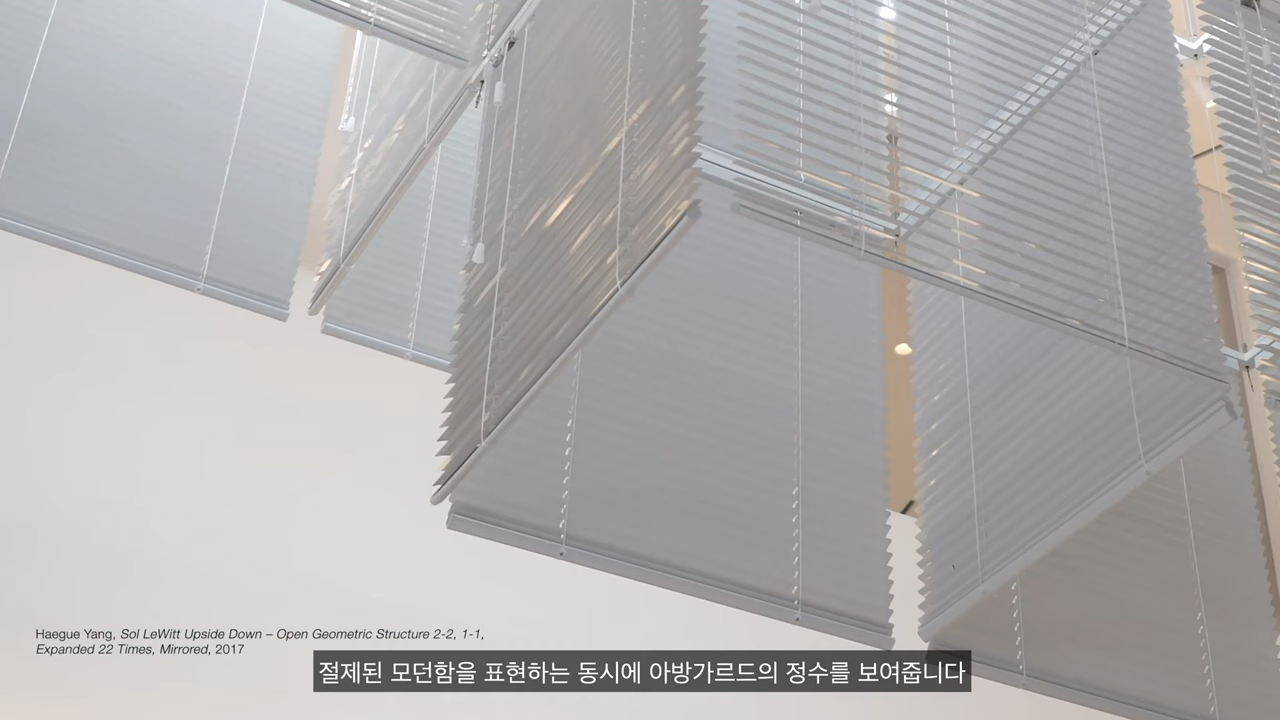 Haegue Yang, Sol LeWitt Upside Down – Open Geometric Structure 2-2, 1-1,
Expanded 22 Times, Mirrored, 2017
절제된 모던함을 표현하는 동시에 아방가르드의 정수를 보여줍니다